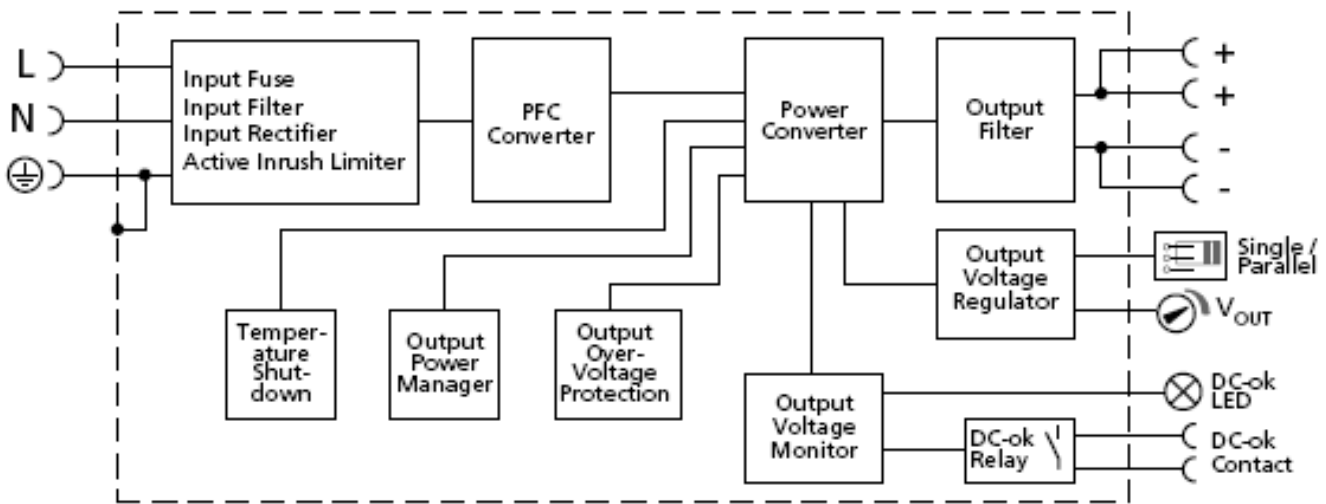 L
N
Input Fuse
Input Filter
Input Rectifier
Active Inrush Limiter
PFC
Converter
Power
Converter
Output
Filter
+
+
-
-
Temper-
ature
Shut-
down
Output
Power
Manager
Output
Over-
Voltage
Protection
Output
Voltage
Regulator
Single /
Parallel
VOUT
Output
Voltage
Monitor
DC-ok
Relay
DC-ok
LED
DC-ok
Contact